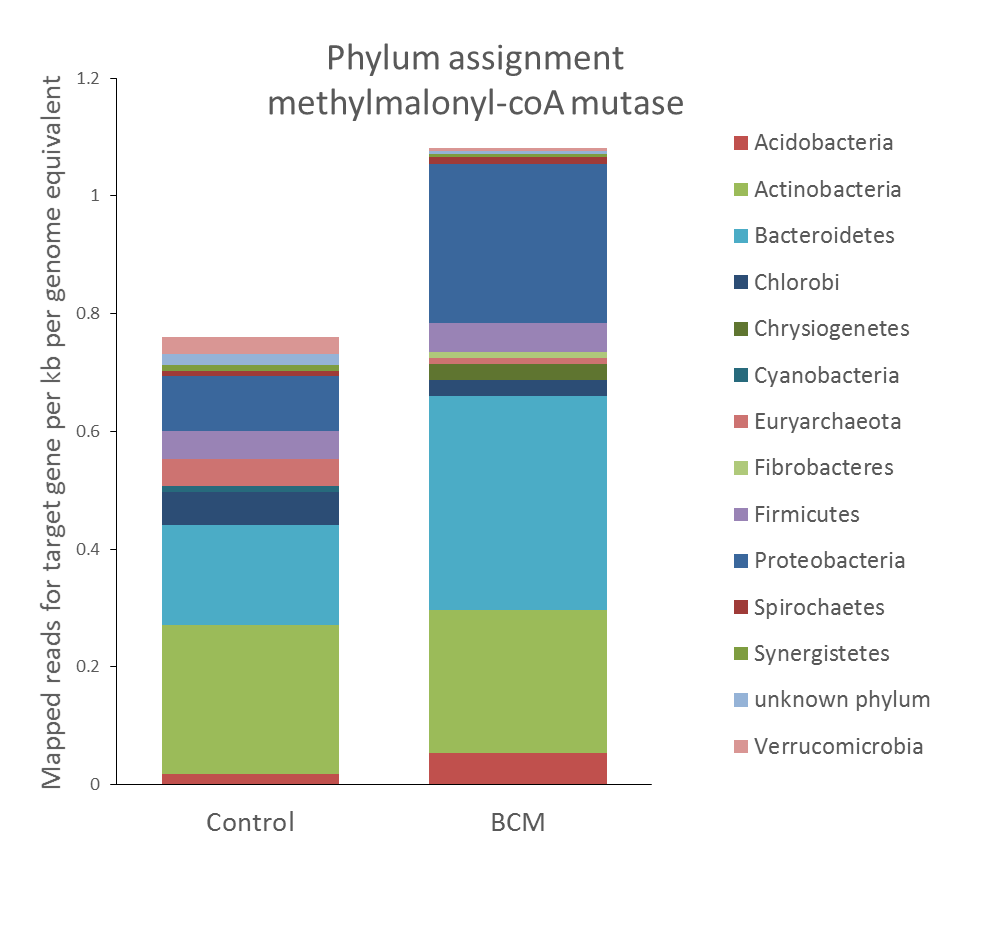 Phylum assignment
methylmalonyl-coA mutase
Mapped reads for target gene per kb per genome equivalent
1.2
1
0.8
0.6
0.4
0.2
0
Control
BCM
Acidobacteria
Actinobacteria
Bacteroidetes
Chlorobi
Chrysiogenetes
Cyanobacteria
Euryarchaeota
Fibrobacteres
Firmicutes
Proteobacteria
Spirochaetes
Synergistetes
unknown phylum
Verrucomicrobia